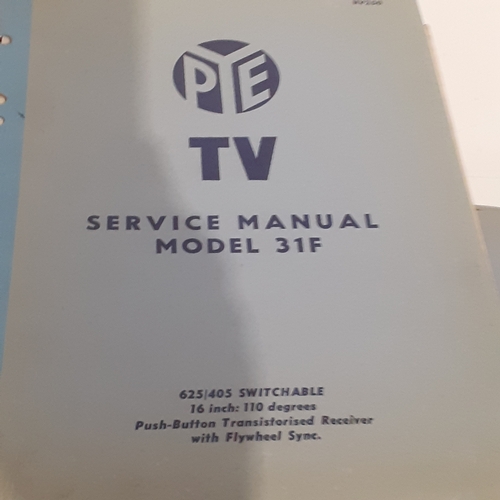 PYE
TV
SERVICE MANUAL
MODEL 31F
625/405 SWITCHABLE
16 inch: 110 degrees
Push-Button Transistorised Receiver
with Flywheel Sync.